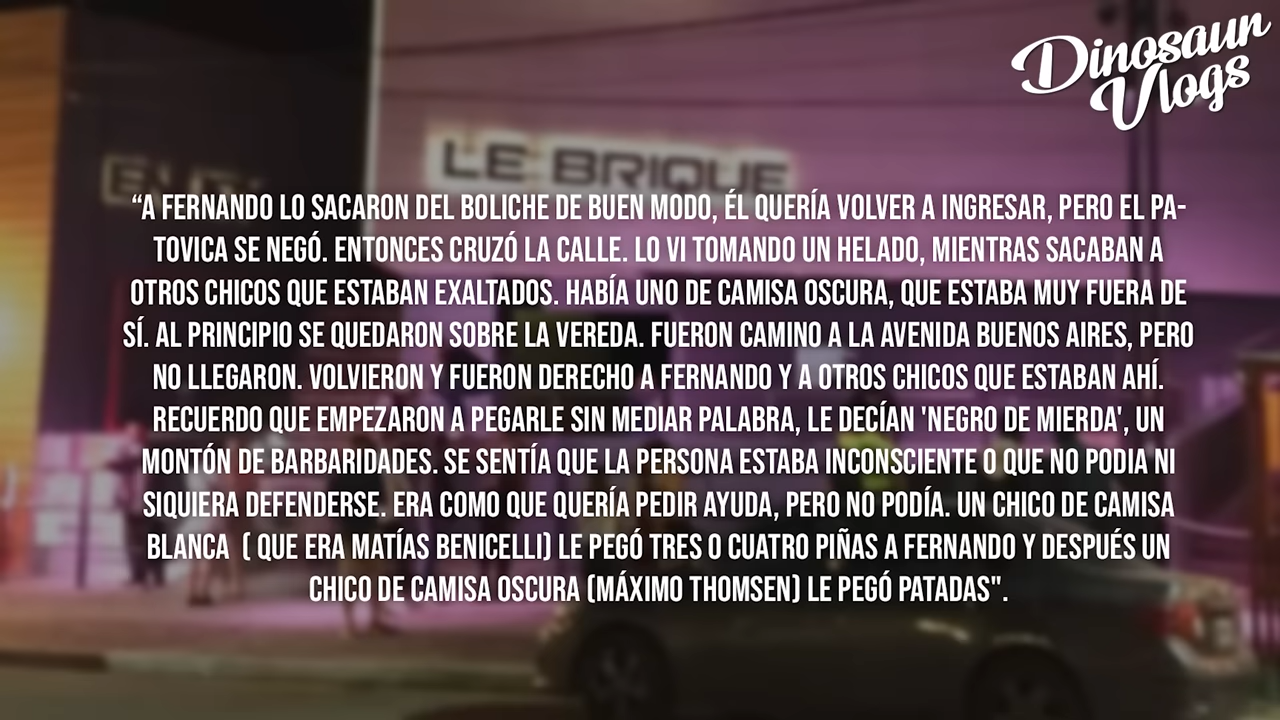 Dinosaur
Vlogs
LE BRIQUE
“A FERNANDO LO SACARON DEL BOLICHE DE BUEN MODO, ÉL QUERÍA VOLVER A INGRESAR, PERO EL PA-
TOVICA SE NEGÓ. ENTONCES CRUZÓ LA CALLE. LO VI TOMANDO UN HELADO, MIENTRAS SACABAN A
OTROS CHICOS QUE ESTABAN EXALTADOS. HABÍA UNO DE CAMISA OSCURA, QUE ESTABA MUY FUERA DE
SÍ. AL PRINCIPIO SE QUEDARON SOBRE LA VEREDA. FUERON CAMINO A LA AVENIDA BUENOS AIRES, PERO
NO LLEGARON. VOLVIERON Y FUERON DERECHO A FERNANDO Y A OTROS CHICOS QUE ESTABAN AHÍ.
RECUERDO QUE EMPEZARON A PEGARLE SIN MEDIAR PALABRA, LE DECÍAN 'NEGRO DE MIERDA', UN
MONTÓN DE BARBARIDADES. SE SENTÍA QUE LA PERSONA ESTABA INCONSCIENTE O QUE NO PODIA NI
SIQUIERA DEFENDERSE. ERA COMO QUE QUERÍA PEDIR AYUDA, PERO NO PODÍA. UN CHICO DE CAMISA
BLANCA  ( QUE ERA MATÍAS BENICELLI) LE PEGÓ TRES O CUATRO PIÑAS A FERNANDO Y DESPUÉS UN
CHICO DE CAMISA OSCURA (MÁXIMO THOMSEN) LE PEGÓ PATADAS".